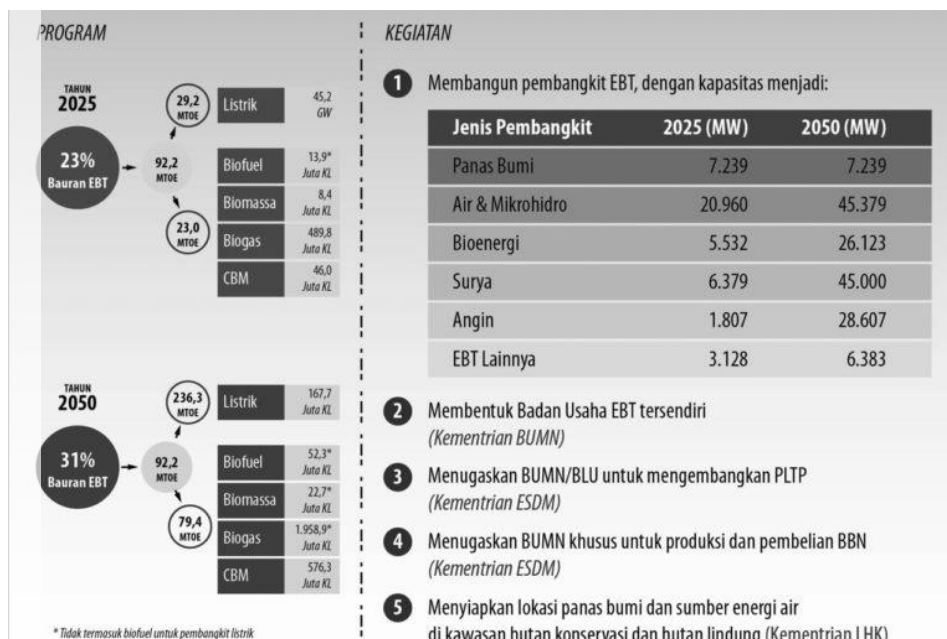 PROGRAM
TAHUN
2025
23%
Bauran EBT
92,2
MTOE
29,2
MTOE
23,0
MTOE
Listrik 45,2
GW
Biofuel 13,9*
Juta KL
Biomassa 8,4
Juta KL
Biogas 489,8
Juta KL
CBM 46,0
Juta KL
TAHUN
2050
31%
Bauran EBT
92,2
MTOE
236,3
MTOE
79,4
MTOE
Listrik 167,7
Juta KL
Biofuel 52,3*
Juta KL
Biomassa 22,7*
Juta KL
Biogas 1.958,9*
Juta KL
CBM 576,3
Juta KL
* Tidak termasuk biofuel untuk pembangkit listrik
KEGIATAN
1 Membangun pembangkit EBT, dengan kapasitas menjadi:
Jenis Pembangkit 2025 (MW) 2050 (MW)
Panas Bumi 7.239 7.239
Air & Mikrohidro 20.960 45.379
Bioenergi 5.532 26.123
Surya 6.379 45.000
Angin 1.807 28.607
EBT Lainnya 3.128 6.383
2 Membentuk Badan Usaha EBT tersendiri
(Kementrian BUMN)
3 Menugaskan BUMN/BLU untuk mengembangkan PLTP
(Kementrian ESDM)
4 Menugaskan BUMN khusus untuk produksi dan pembelian BBN
(Kementrian ESDM)
5 Menyiapkan lokasi panas bumi dan sumber energi air
di kawasan hutan konservasi dan hutan lindung (Kementrian LHK)